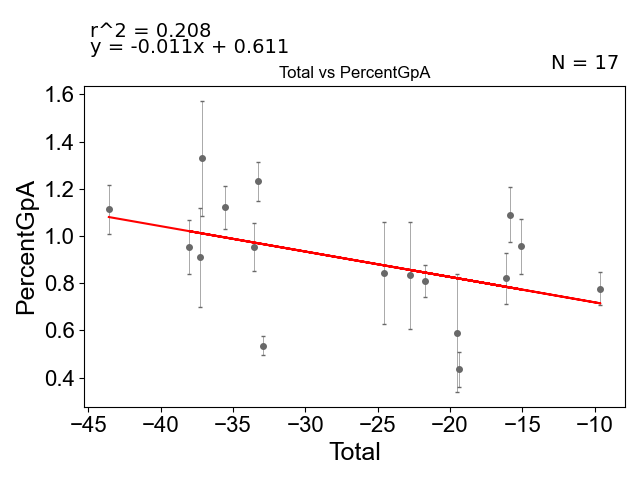 r^2 = 0.208
y = -0.011x + 0.611
N = 17
Total vs PercentGpA
PercentGpA
1.6
1.4
1.2
1.0
0.8
0.6
0.4
−45 −40 −35 −30 −25 −20 −15 −10
Total